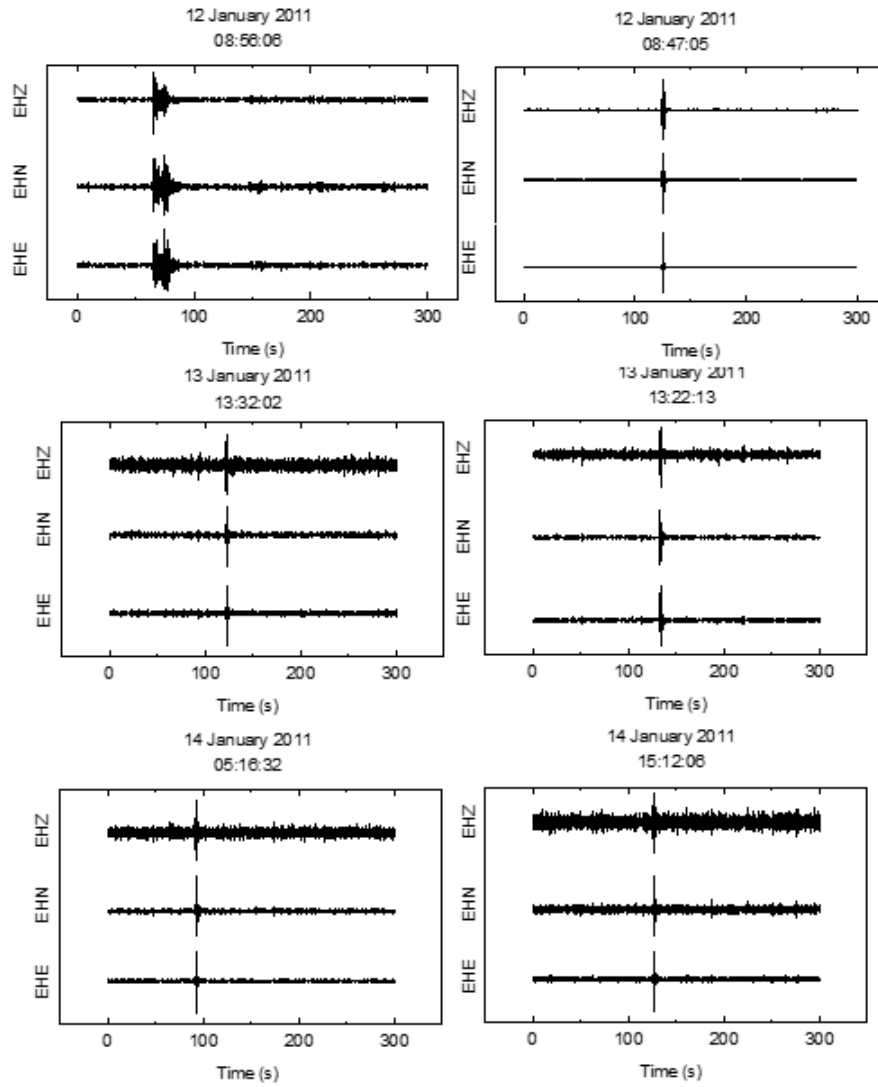 12 January 2011
08:56:06
EHZ
EHN
EHE
0 100 200 300
Time (s)
12 January 2011
08:47:05
EHZ
EHN
EHE
0 100 200 300
Time (s)
13 January 2011
13:32:02
EHZ
EHN
EHE
0 100 200 300
Time (s)
13 January 2011
13:22:13
EHZ
EHN
EHE
0 100 200 300
Time (s)
14 January 2011
05:16:32
EHZ
EHN
EHE
0 100 200 300
Time (s)
14 January 2011
15:12:06
EHZ
EHN
EHE
0 100 200 300
Time (s)